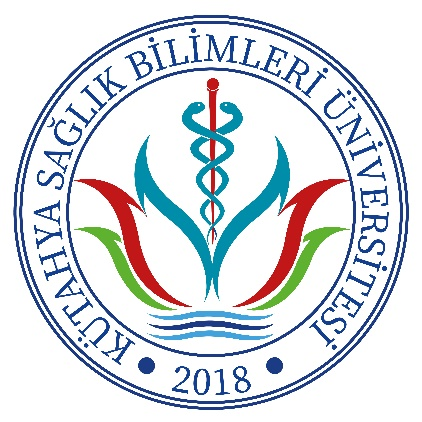 KÜTAHYA SAĞLIK BİLİMLERİ ÜNİVERSİTESİ
2018